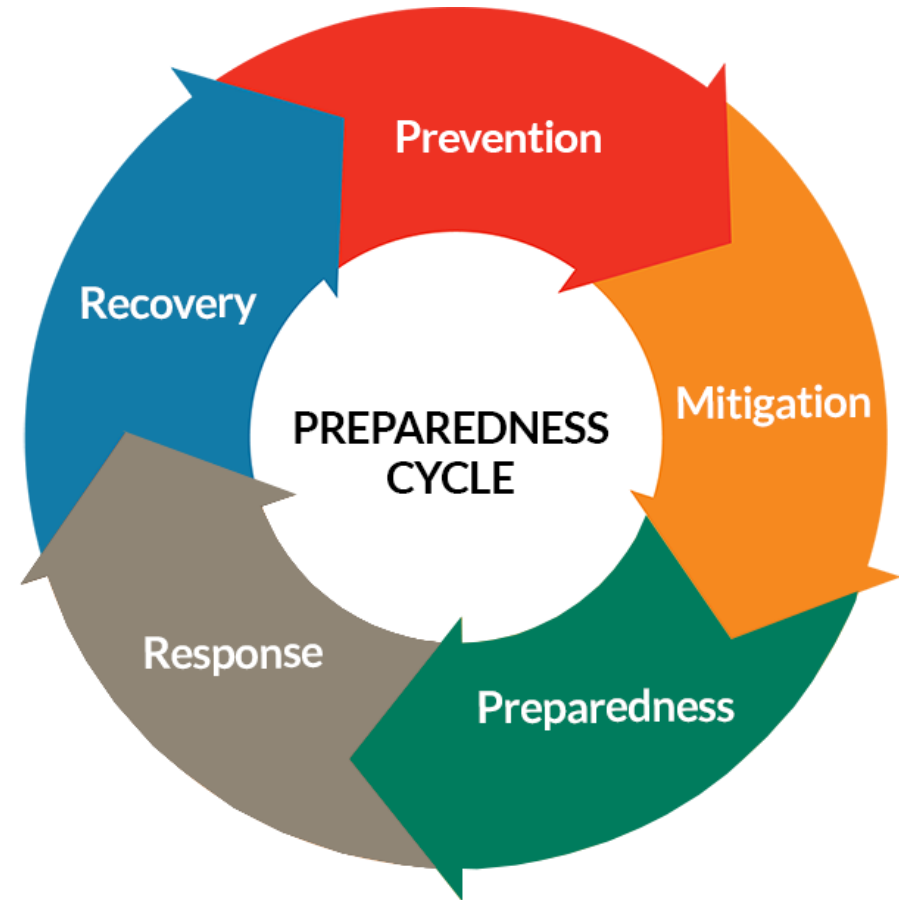 Prevention
Mitigation
Preparedness
Response
Recovery
PREPAREDNESS
CYCLE